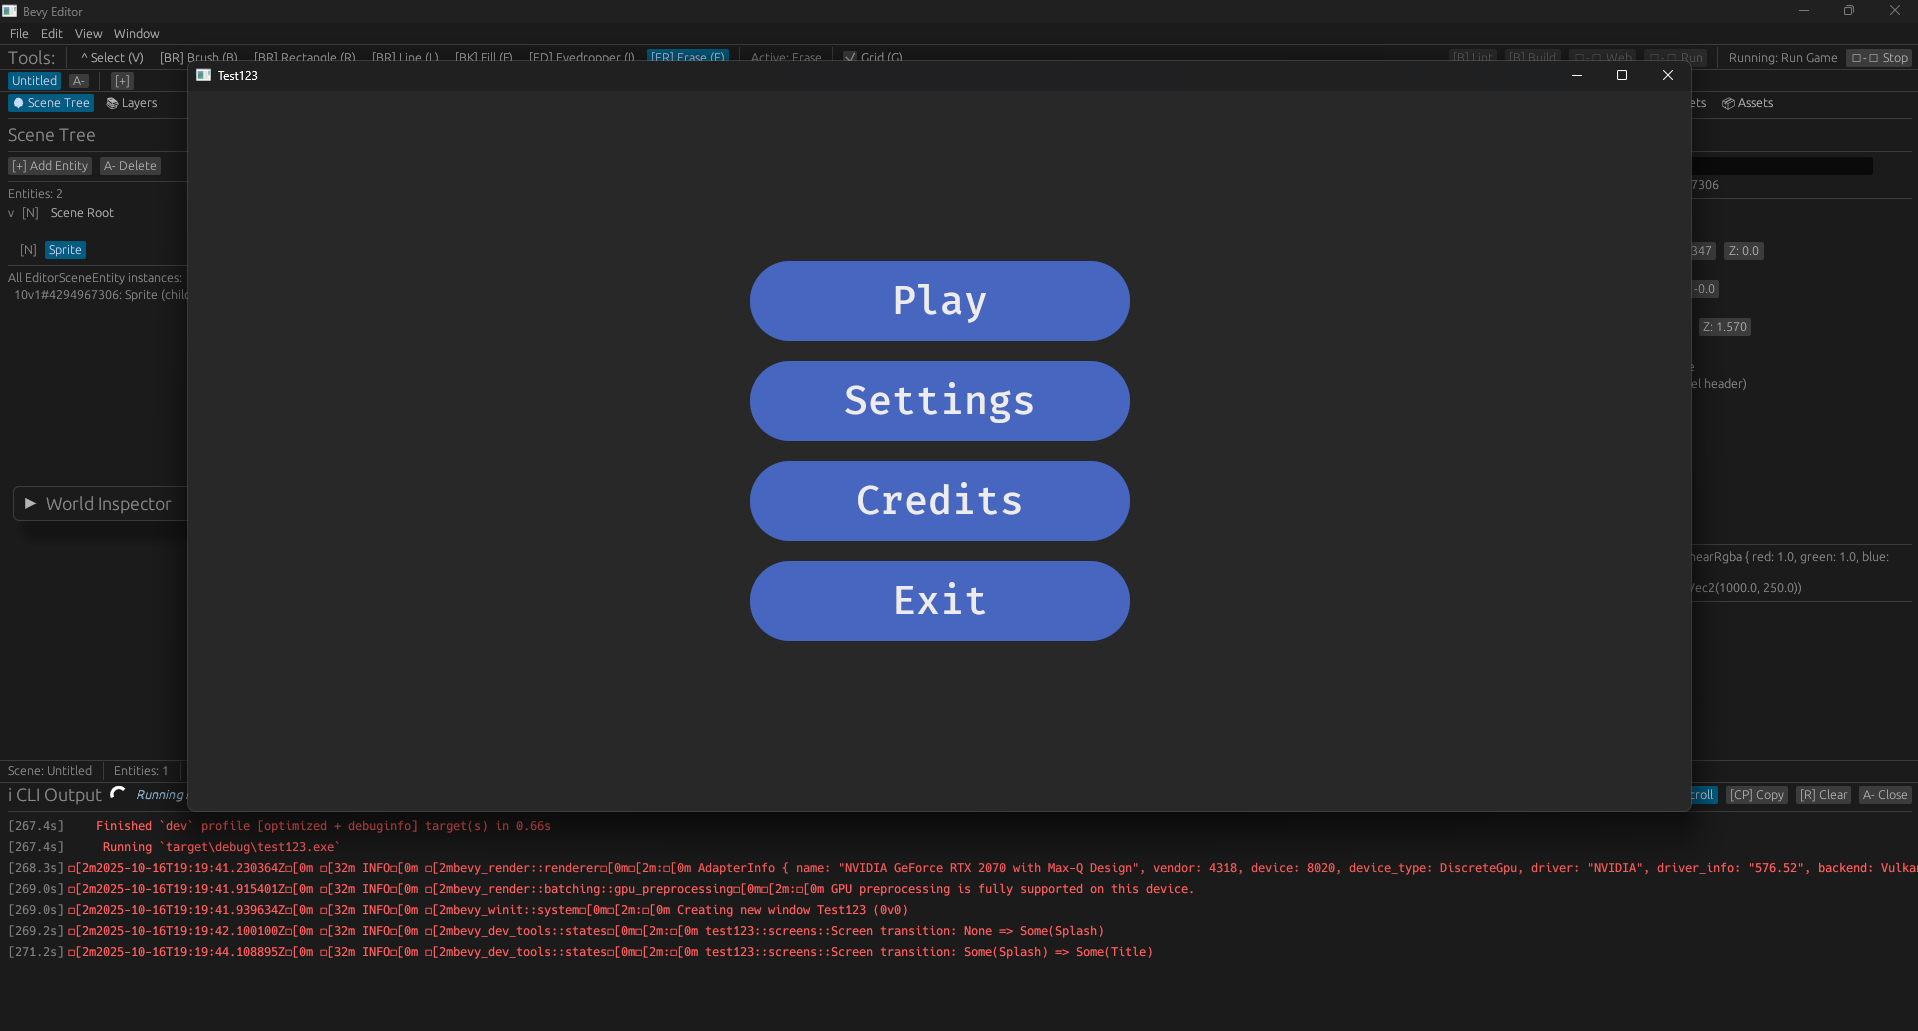 Bevy Editor
File Edit View Window
Tools: ^ Select (V) [BR] Brush (B) [BR] Rectangle (R) [BR] Line (L) [BK] Fill (F) [ED] Eyedropper (I) [ER] Erase (E) Active: Erase Grid (G) [B] Lint [B] Build □-□ Web □-□ Run Running: Run Game □-□ Stop
Untitled A- [+]
Test123
Scene Tree Layers
ets Assets
Scene Tree
[+] Add Entity A- Delete
7306
Entities: 2
v [N] Scene Root
[N] Sprite
347 Z: 0.0
All EditorSceneEntity instances:
10v1#4294967306: Sprite (chil
-0.0
Z: 1.570
el header)
Play
Settings
Credits
Exit
World Inspector
nearRgba { red: 1.0, green: 1.0, blue:
Vec2(1000.0, 250.0))
Scene: Untitled Entities: 1
i CLI Output Running croll [CP] Copy [R] Clear A- Close
[267.4s] Finished `dev` profile [optimized + debuginfo] target(s) in 0.66s
[267.4s] Running `target\debug\test123.exe`
[268.3s] □[2m2025-10-16T19:19:41.230364Z□[0m □[32m INFO□[0m □[2mbevy_render::renderer□[0m□[2m:□[0m AdapterInfo { name: "NVIDIA GeForce RTX 2070 with Max-Q Design", vendor: 4318, device: 8020, device_type: DiscreteGpu, driver: "NVIDIA", driver_info: "576.52", backend: Vulka
[269.0s] □[2m2025-10-16T19:19:41.915401Z□[0m □[32m INFO□[0m □[2mbevy_render::batching::gpu_preprocessing□[0m□[2m:□[0m GPU preprocessing is fully supported on this device.
[269.0s] □[2m2025-10-16T19:19:41.939634Z□[0m □[32m INFO□[0m □[2mbevy_winit::system□[0m□[2m:□[0m Creating new window Test123 (0v0)
[269.2s] □[2m2025-10-16T19:19:42.100100Z□[0m □[32m INFO□[0m □[2mbevy_dev_tools::states□[0m□[2m:□[0m test123::screens::Screen transition: None => Some(Splash)
[271.2s] □[2m2025-10-16T19:19:44.108895Z□[0m □[32m INFO□[0m □[2mbevy_dev_tools::states□[0m□[2m:□[0m test123::screens::Screen transition: Some(Splash) => Some(Title)